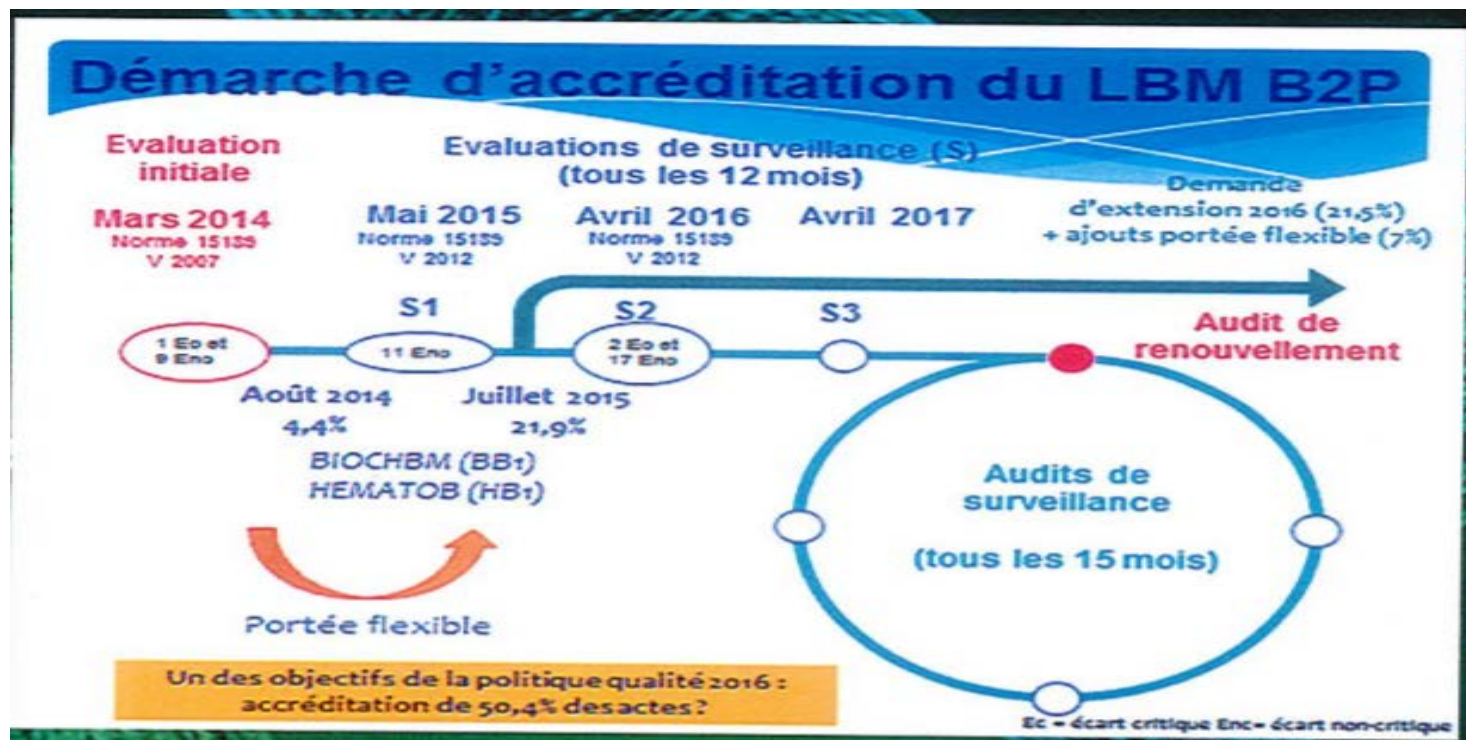 Démarche d'accréditation du LBM B2P
Evaluation
initiale
Evaluations de surveillance (S)
(tous les 12 mois)
Mars 2014
Norme 15189
V 2007
Mai 2015
Norme 15189
V 2012
Avril 2016
Norme 15189
V 2012
Avril 2017
Demande
d'extension 2016 (21,5%)
+ ajouts portée flexible (7%)
S1
S2
S3
1 Ec et
9 Enc
11 Enc
2 Ec et
17 Enc
Audit de
renouvellement
Août 2014
4,4%
Juillet 2015
21,9%
BIOCHBM (BB1)
HEMATOB (HB1)
Portée flexible
Audits de
surveillance
(tous les 15 mois)
Un des objectifs de la politique qualité 2016 :
accréditation de 50,4% des actes ?
Ec = écart critique Enc= écart non-critique